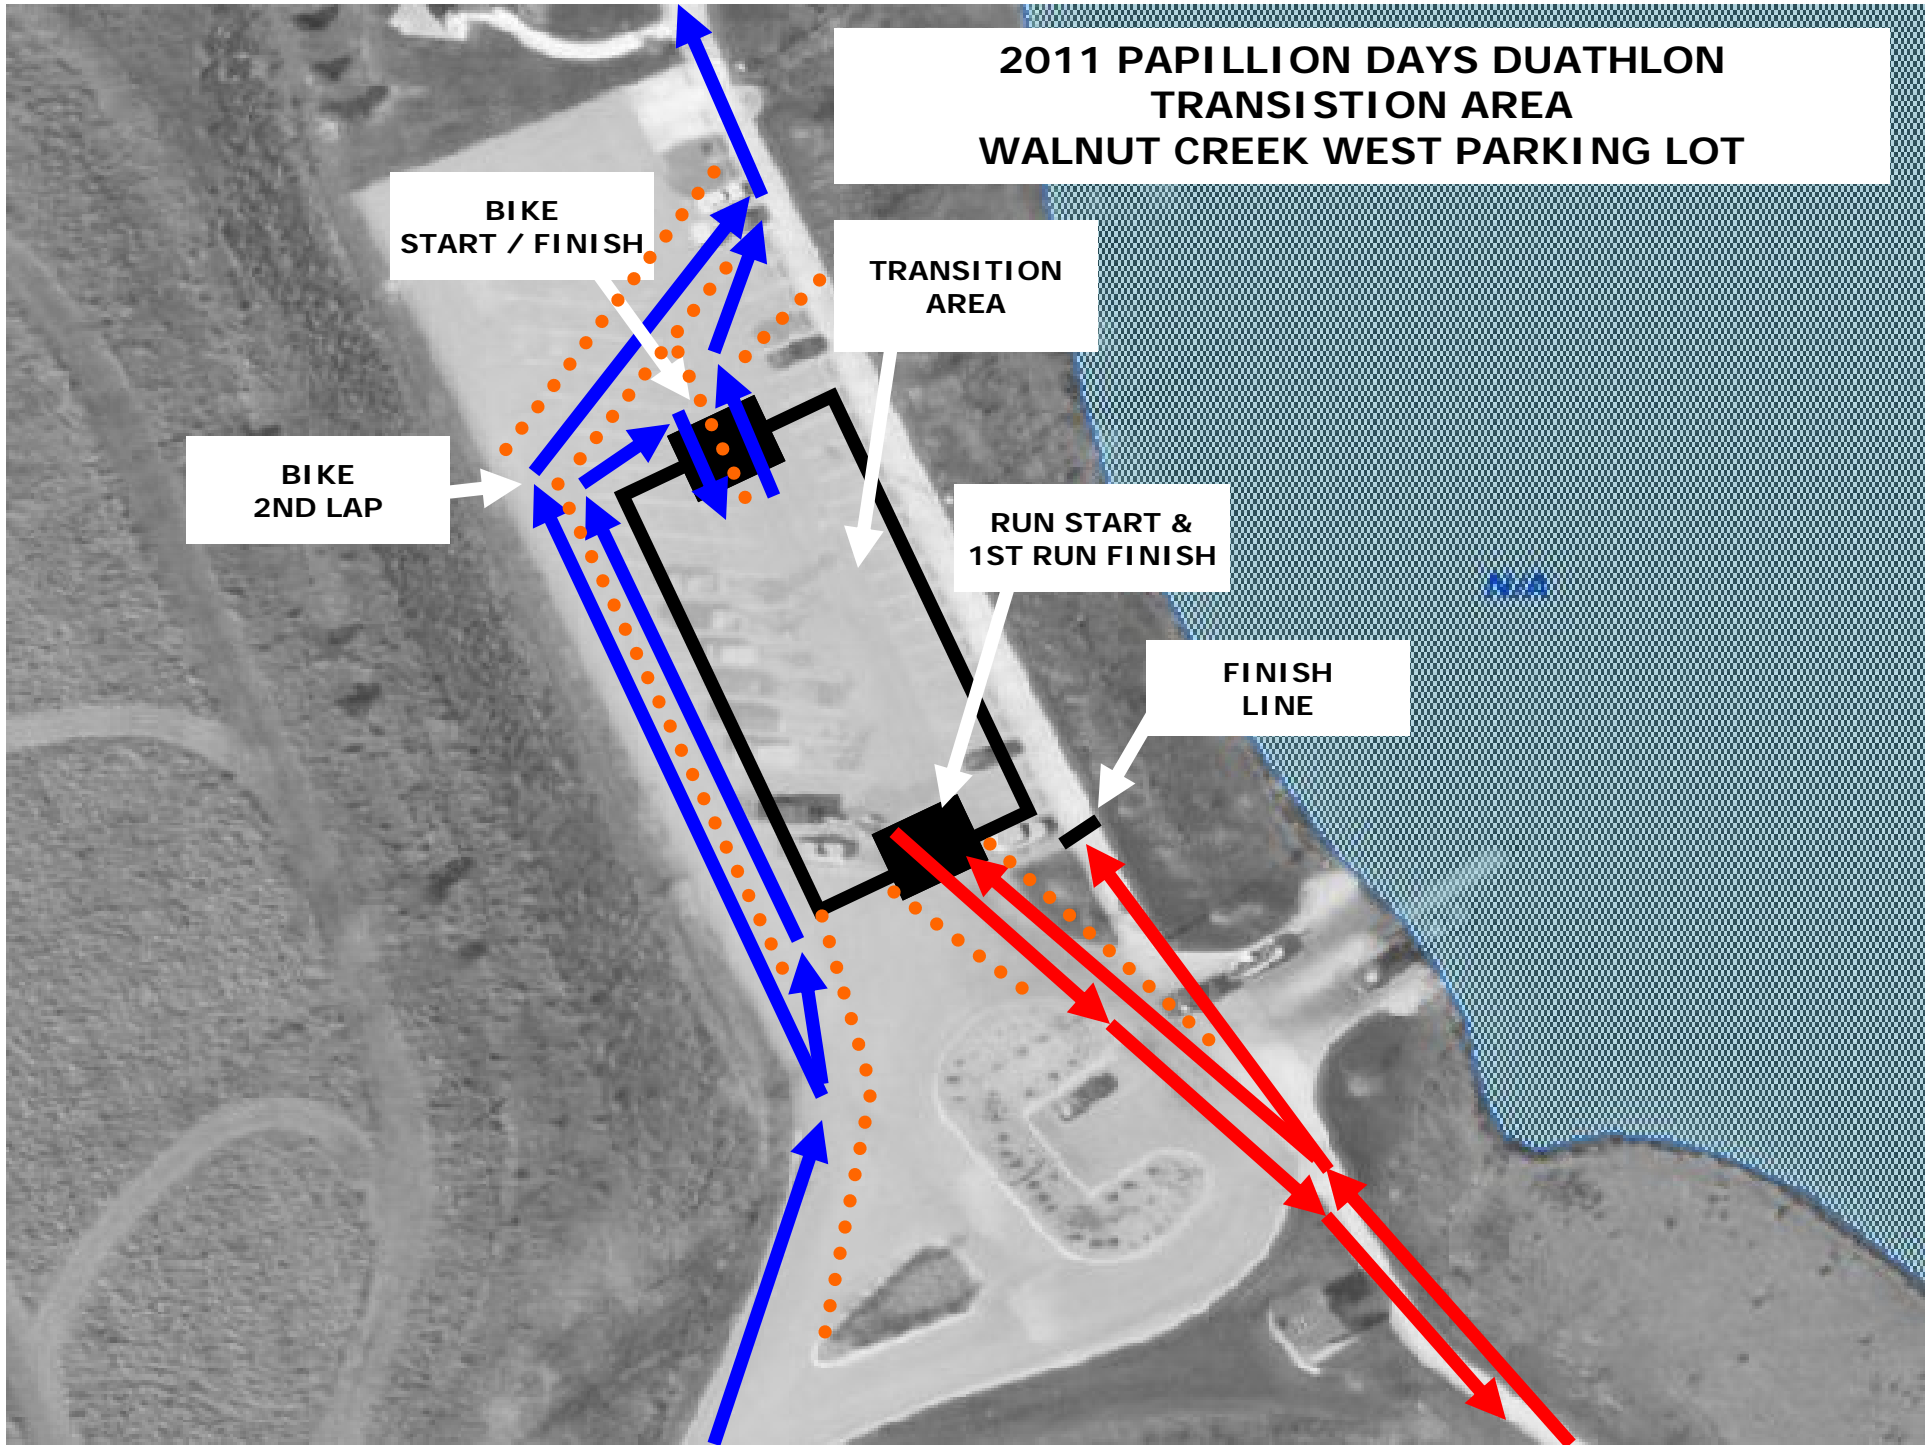 2011 PAPILLION DAYS DUATHLON
TRANSISTION AREA
WALNUT CREEK WEST PARKING LOT
BIKE
START / FINISH
TRANSITION
AREA
BIKE
2ND LAP
RUN START &
1ST RUN FINISH
N/A
FINISH
LINE